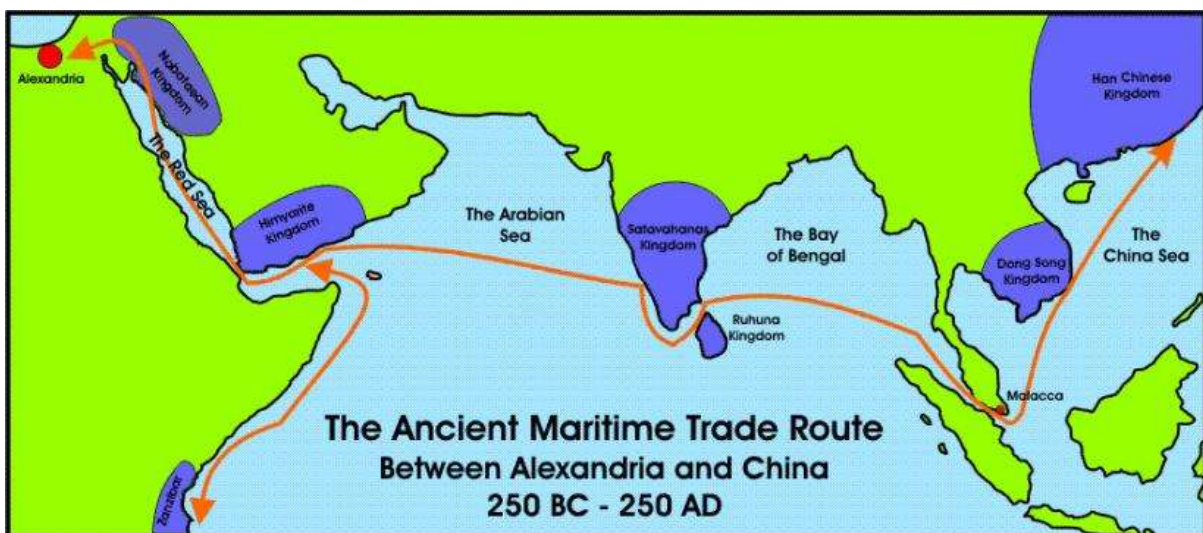 Alexandria
Nabataean
Kingdom
The Red Sea
Himyarite
Kingdom
The Arabian
Sea
Satavahanas
Kingdom
The Bay
of Bengal
Ruhuna
Kingdom
Han Chinese
Kingdom
Dong Song
Kingdom
The
China Sea
Malacca
Zanzibar
The Ancient Maritime Trade Route
Between Alexandria and China
250 BC - 250 AD